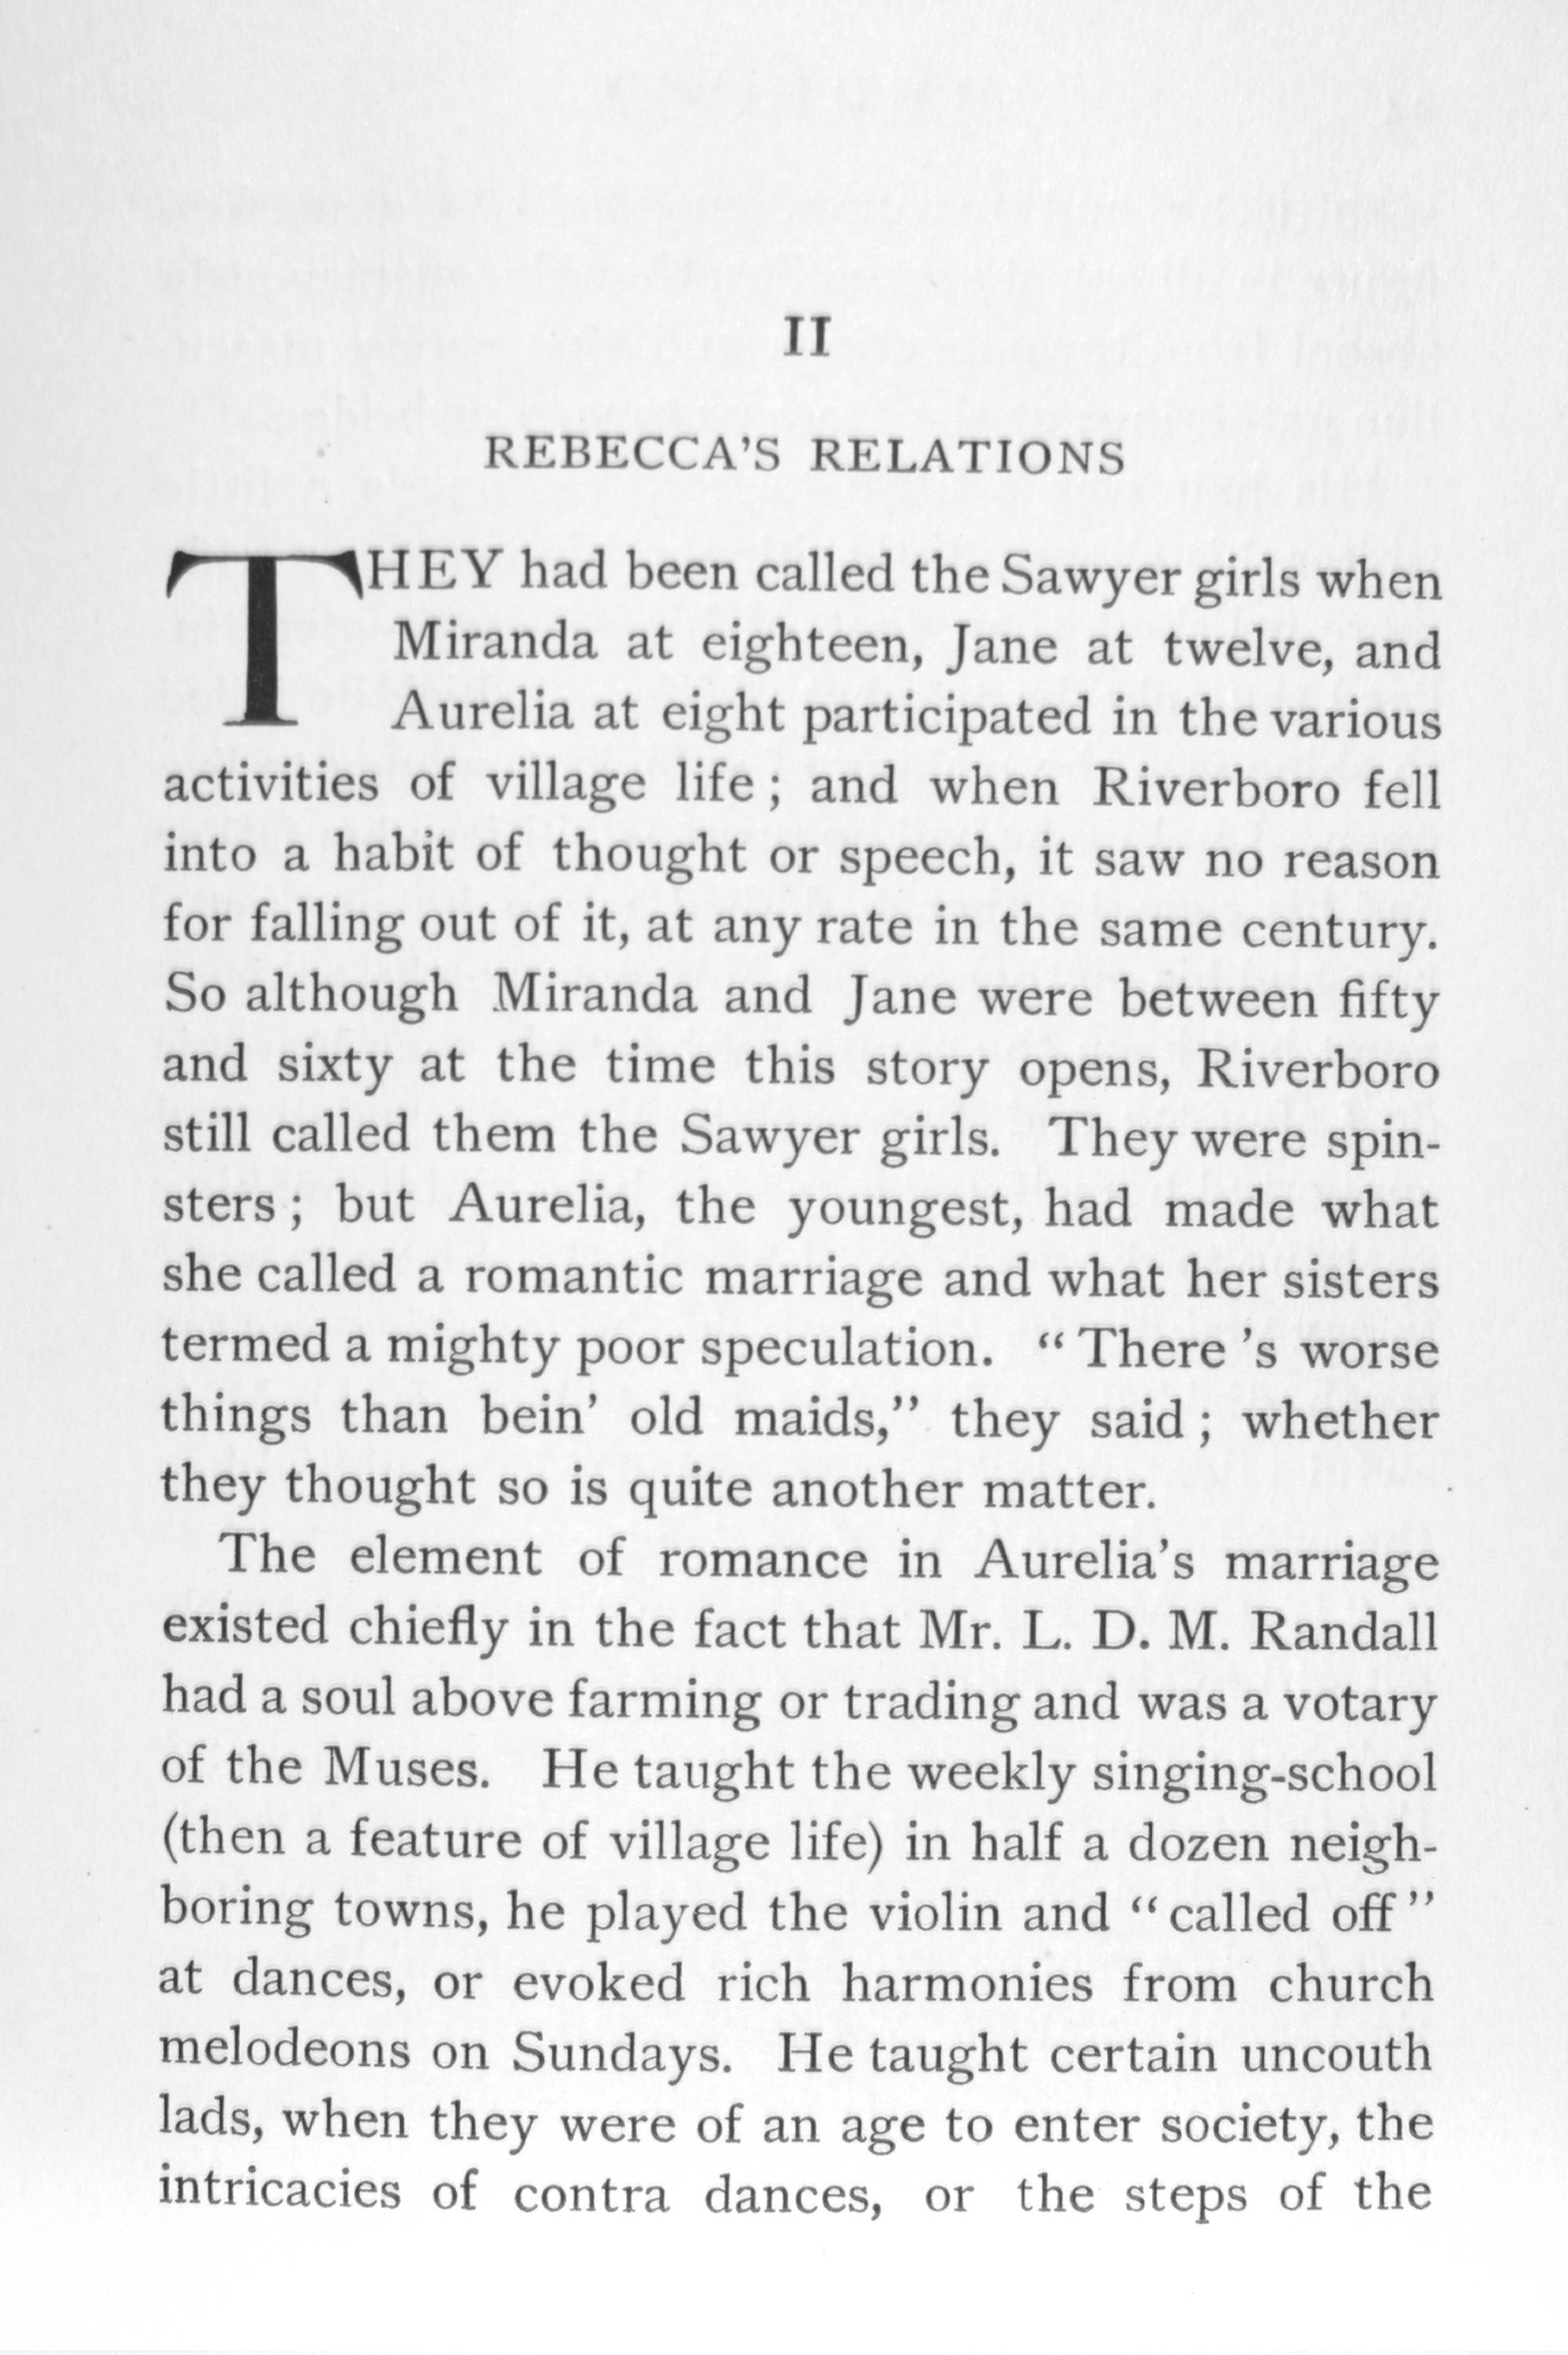 II
REBECCA'S RELATIONS
THEY had been called the Sawyer girls when
Miranda at eighteen, Jane at twelve, and
Aurelia at eight participated in the various
activities of village life ; and when Riverboro fell
into a habit of thought or speech, it saw no reason
for falling out of it, at any rate in the same century.
So although Miranda and Jane were between fifty
and sixty at the time this story opens, Riverboro
still called them the Sawyer girls. They were spin-
sters ; but Aurelia, the youngest, had made what
she called a romantic marriage and what her sisters
termed a mighty poor speculation. “ There 's worse
things than bein' old maids,” they said ; whether
they thought so is quite another matter.
The element of romance in Aurelia's marriage
existed chiefly in the fact that Mr. L. D. M. Randall
had a soul above farming or trading and was a votary
of the Muses. He taught the weekly singing-school
(then a feature of village life) in half a dozen neigh-
boring towns, he played the violin and “ called off ”
at dances, or evoked rich harmonies from church
melodeons on Sundays. He taught certain uncouth
lads, when they were of an age to enter society, the
intricacies of contra dances, or the steps of the